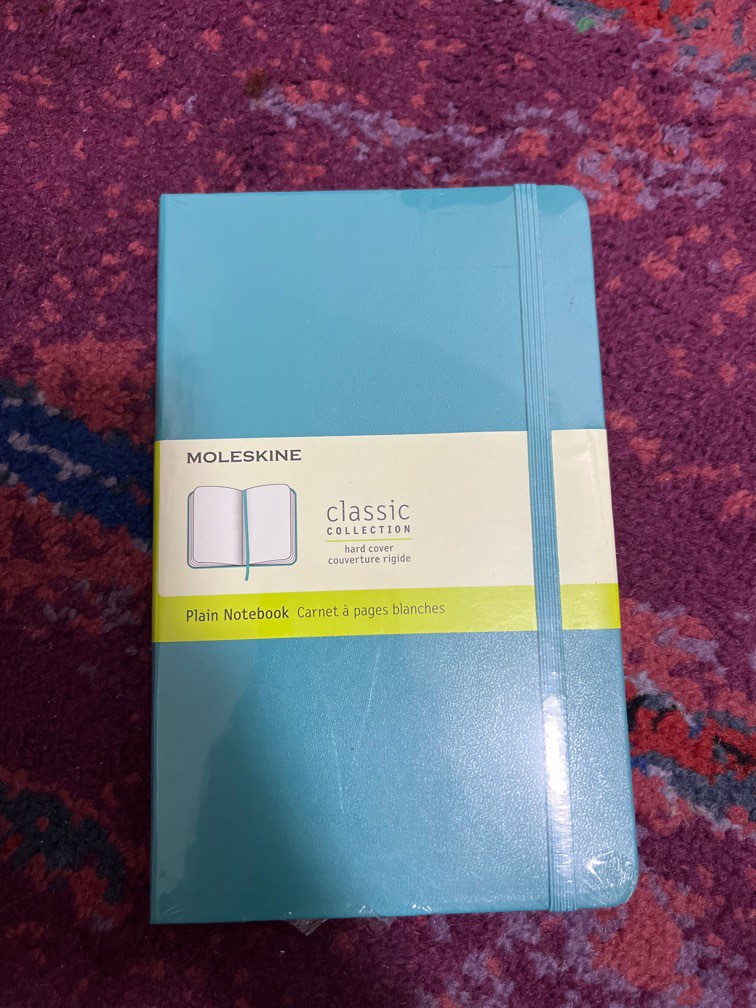 MOLESKINE
classic
COLLECTION
hard cover
couverture rigide
Plain Notebook Carnet à pages blanches